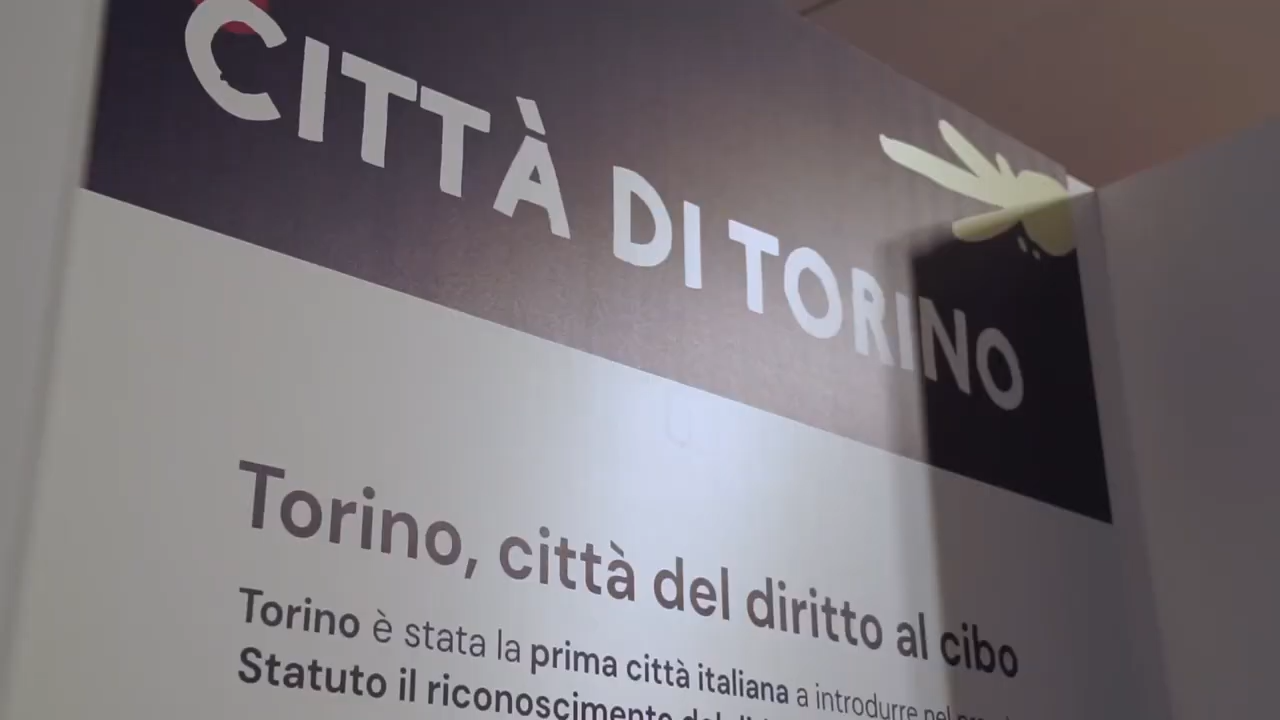 CITTÀ DI TORINO
Torino, città del diritto al cibo
Torino è stata la prima città italiana a introdurre nel
Statuto il riconoscimento del